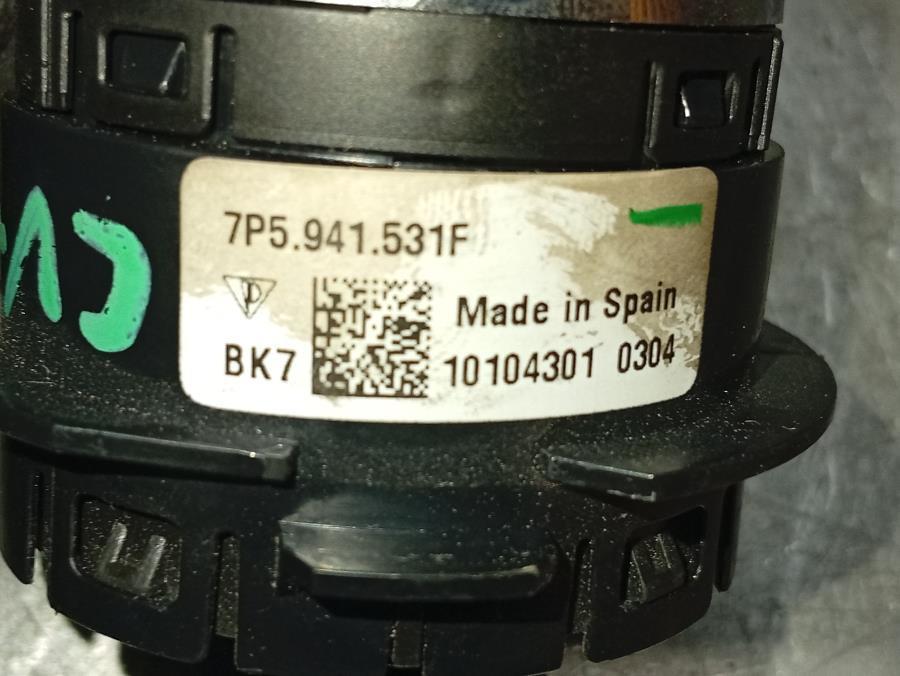 7P5.941.531F
Made in Spain
BK7
10104301 0304